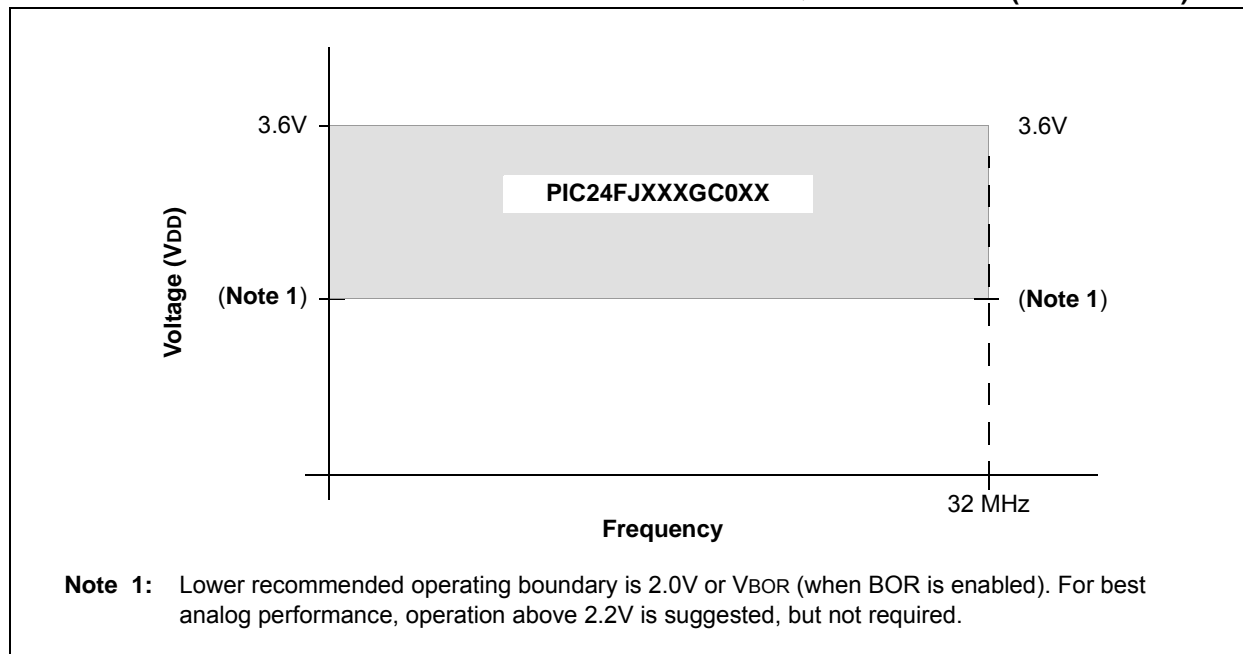 3.6V
3.6V
PIC24FJXXXGC0XX
Voltage (VDD)
(Note 1)
(Note 1)
32 MHz
Frequency
Note 1: Lower recommended operating boundary is 2.0V or VBOR (when BOR is enabled). For best
analog performance, operation above 2.2V is suggested, but not required.